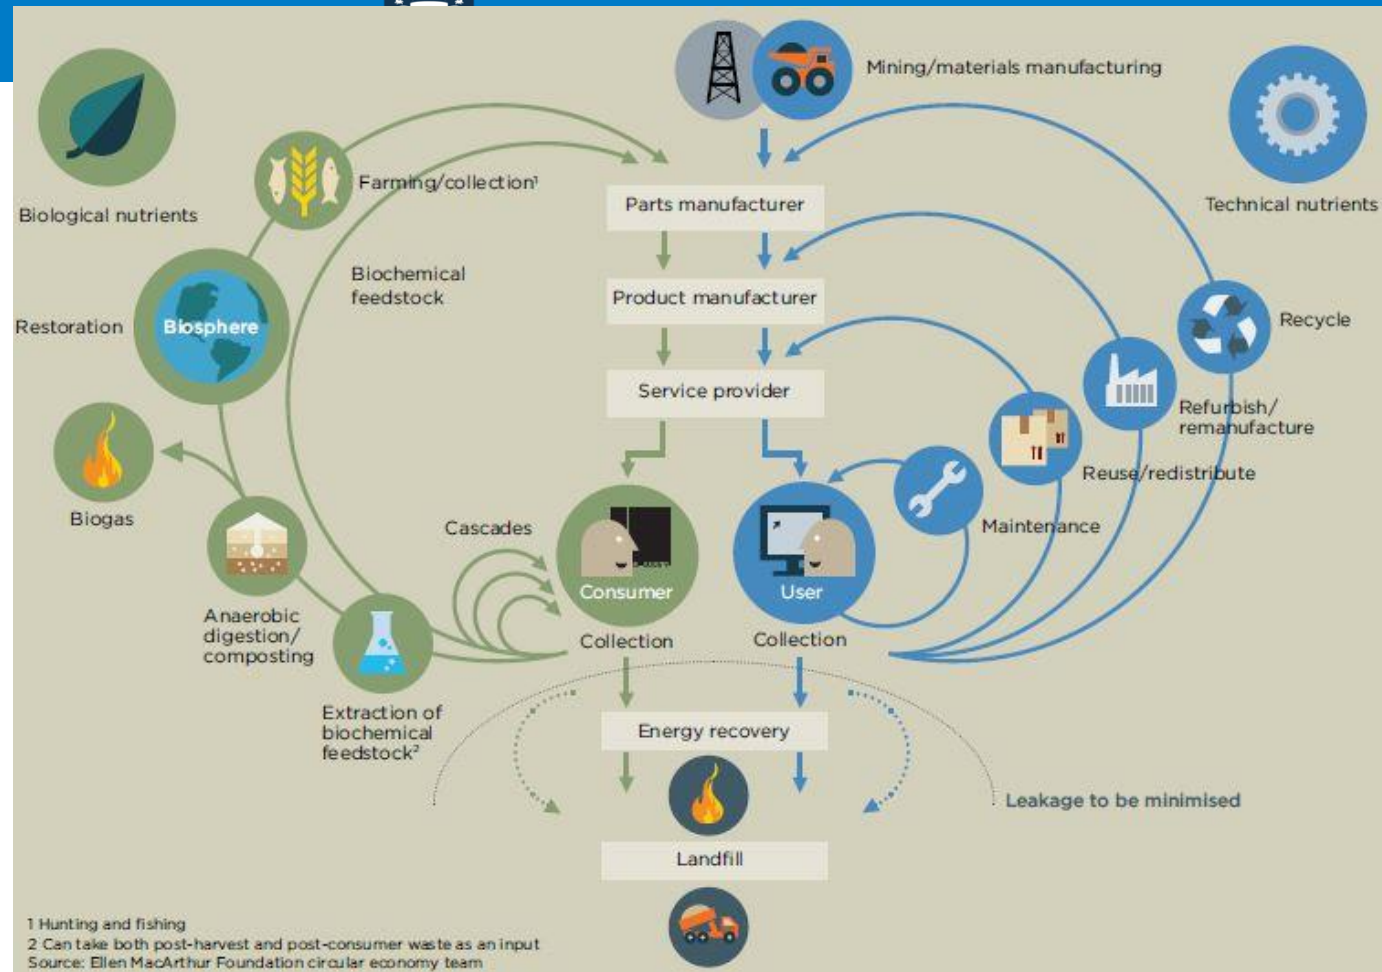 Mining/materials manufacturing
Biological nutrients
Farming/collection¹
Parts manufacturer
Technical nutrients
Biochemical
feedstock
Product manufacturer
Restoration
Biosphere
Recycle
Service provider
Refurbish/
remanufacture
Reuse/redistribute
Biogas
Cascades
Maintenance
Consumer
User
Anaerobic
digestion/
composting
Collection
Collection
Extraction of
biochemical
feedstock²
Energy recovery
Leakage to be minimised
Landfill
1 Hunting and fishing
2 Can take both post-harvest and post-consumer waste as an input
Source: Ellen MacArthur Foundation circular economy team